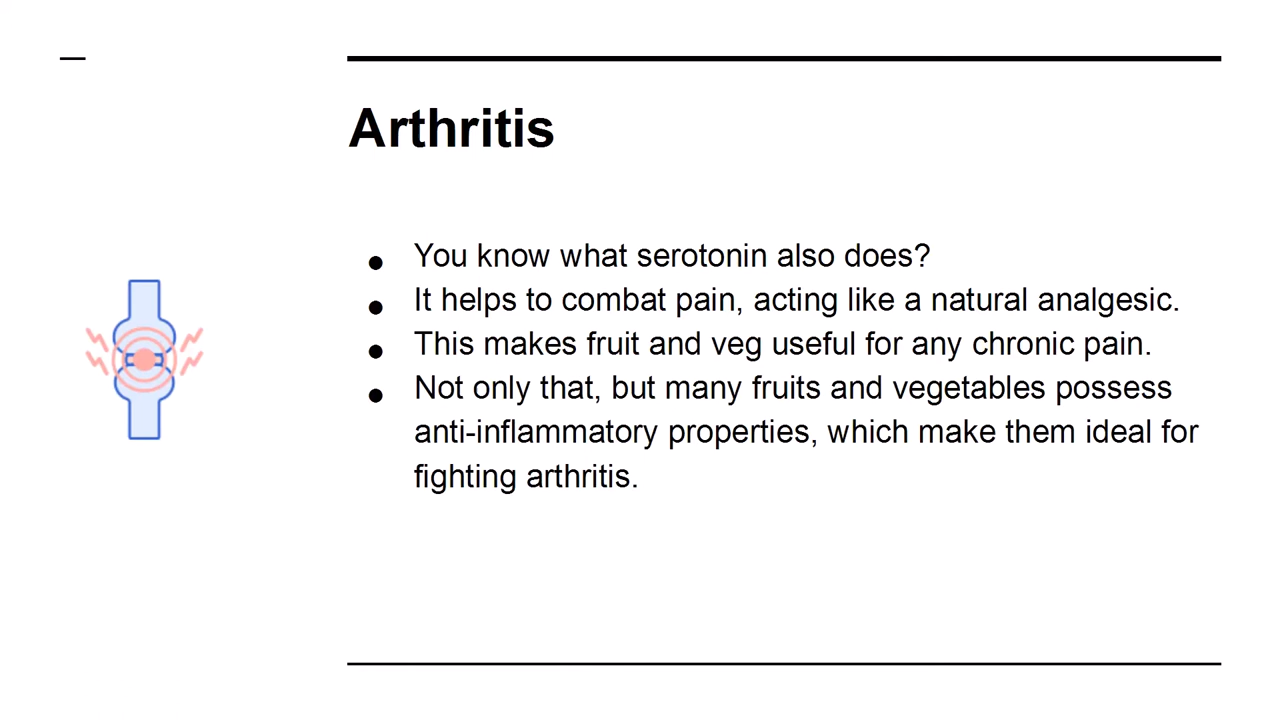 Arthritis
● You know what serotonin also does?
● It helps to combat pain, acting like a natural analgesic.
● This makes fruit and veg useful for any chronic pain.
● Not only that, but many fruits and vegetables possess
anti-inflammatory properties, which make them ideal for
fighting arthritis.